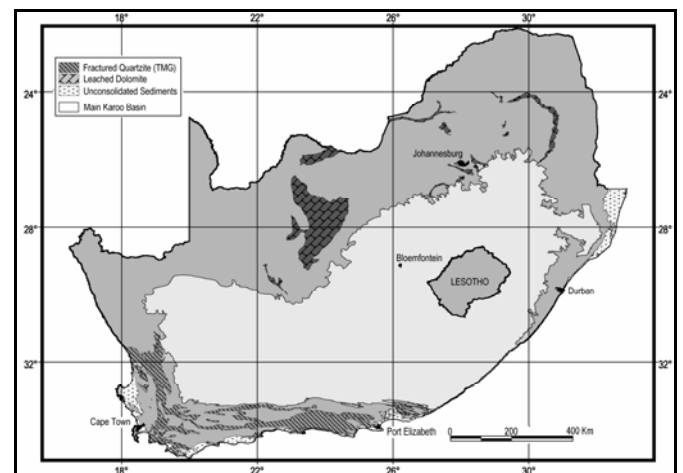 18° 22° 26° 30°
Fractured Quartzite (TMG)
Leached Dolomite
Unconsolidated Sediments
Main Karoo Basin
24° 24°
Johannesburg
28° 28°
Bloemfontein
LESOTHO
Durban
32° 32°
Cape Town
Port Elizabeth
0 200 400 Km
18° 22° 26° 30°